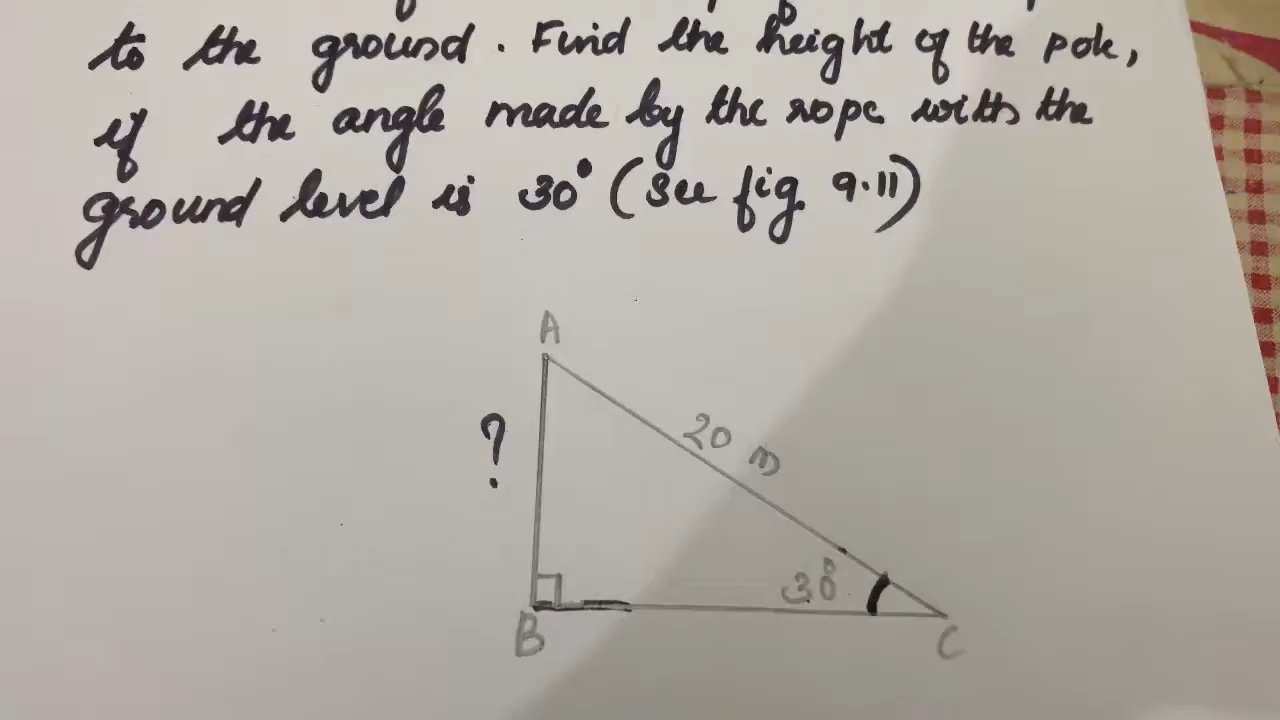 to the ground. Find the height of the pole,
if the angle made by the rope with the
ground level is 30° (See fig 9.11)
A
?
20 m
30°
B
C